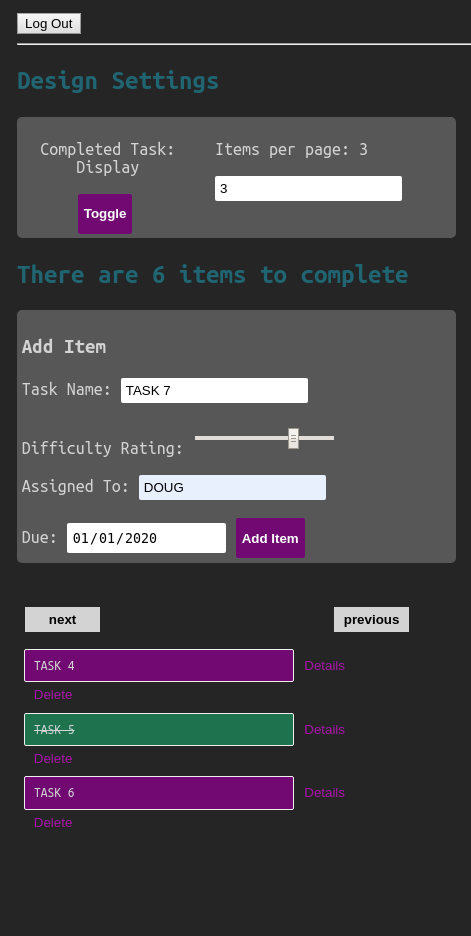 Log Out
Design Settings
Completed Task:
Display
Toggle
Items per page: 3
3
There are 6 items to complete
Add Item
Task Name: TASK 7
Difficulty Rating:
Assigned To: DOUG
Due: 01/01/2020 Add Item
next previous
TASK 4 Details
Delete
TASK 5 Details
Delete
TASK 6 Details
Delete